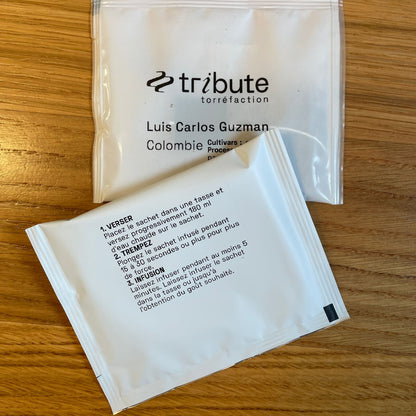 tribute
torréfaction
Luis Carlos Guzman
Colombie Cultivars :
Process
1. VERSER
Placez le sachet dans une tasse et
versez progressivement 180 ml
d'eau chaude sur le sachet.
2. TREMPEZ
Plongez le sachet infusé pendant
15 à 30 secondes ou plus pour plus
de force.
3. INFUSION
Laissez infuser pendant au moins 5
minutes. Laissez infuser le sachet
dans la tasse ou jusqu'à
l'obtention du goût souhaité.